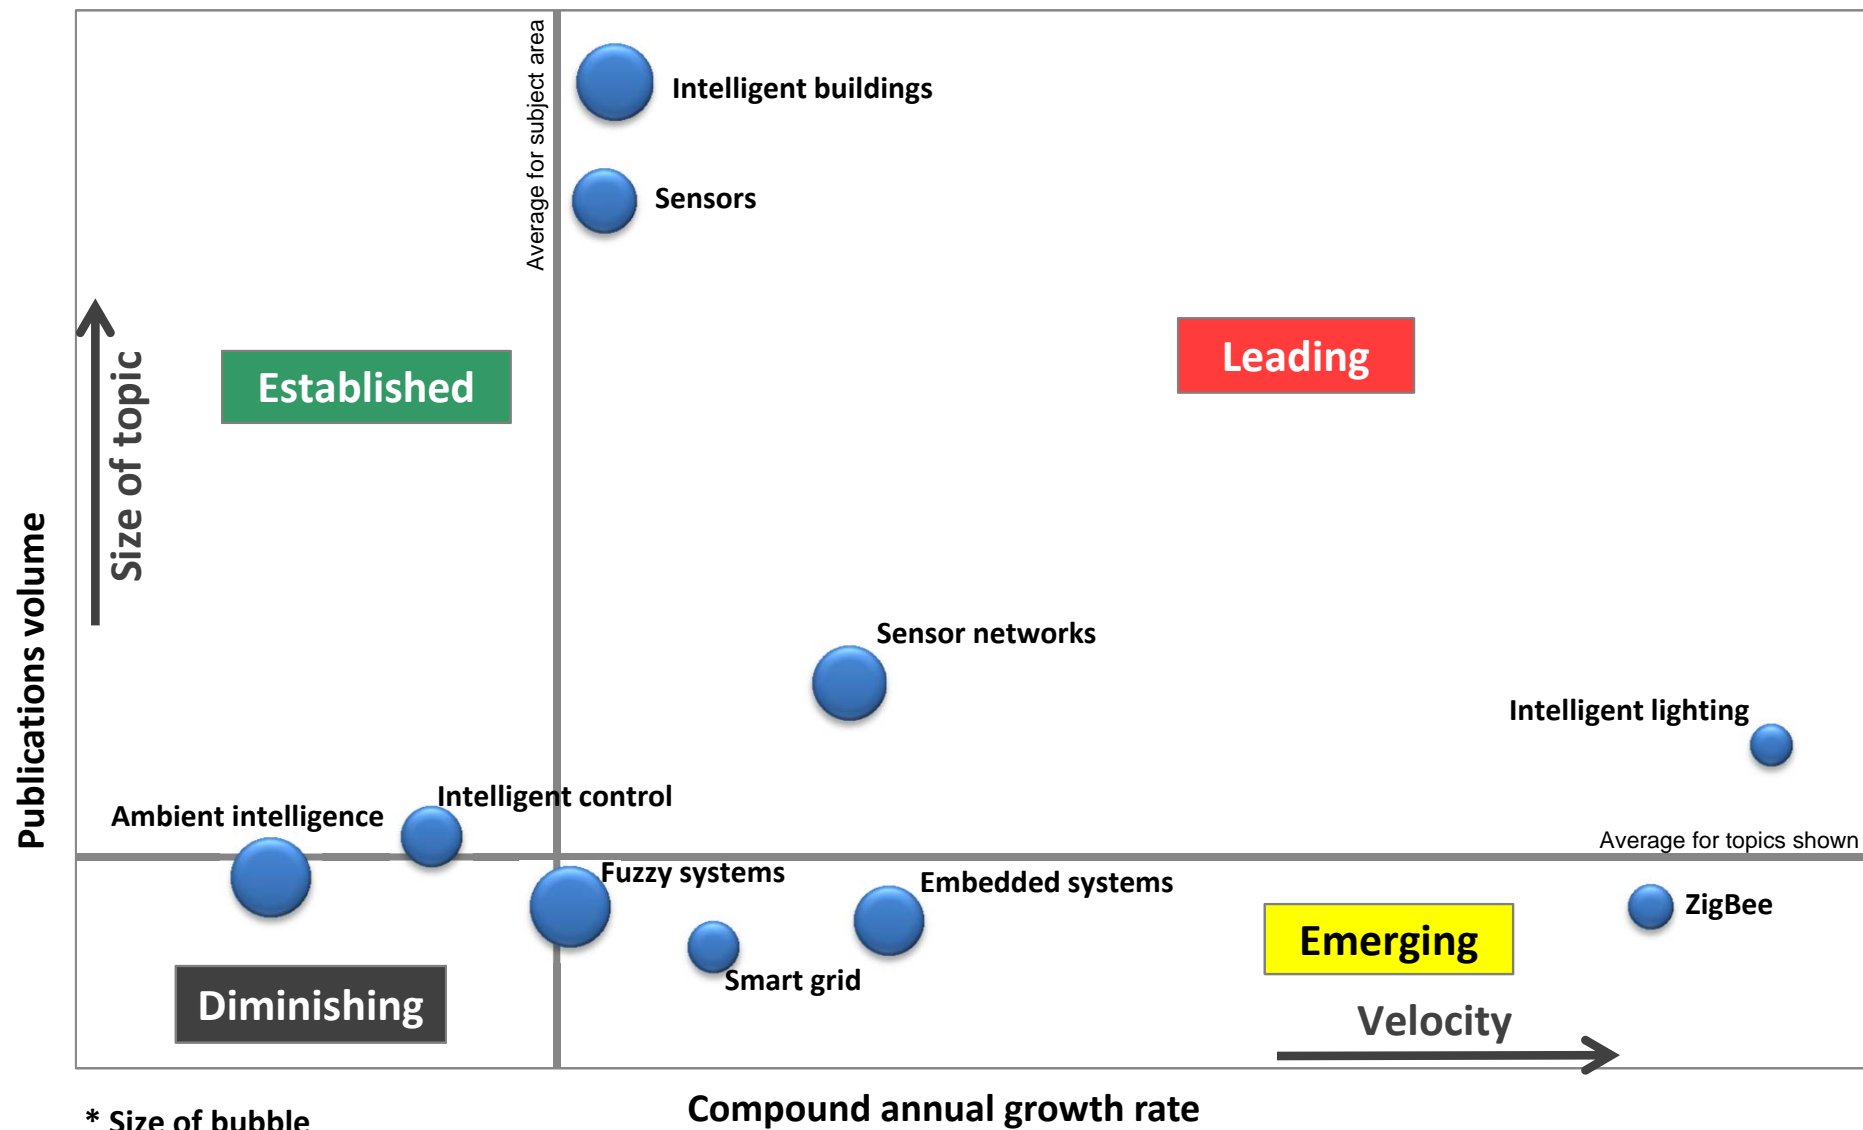 Average for subject area
Intelligent buildings
Sensors
Leading
Established
Size of topic
Publications volume
Sensor networks
Intelligent lighting
Intelligent control
Ambient intelligence
Average for topics shown
Fuzzy systems
Embedded systems
ZigBee
Emerging
Smart grid
Diminishing
Velocity
Compound annual growth rate
* Size of bubble